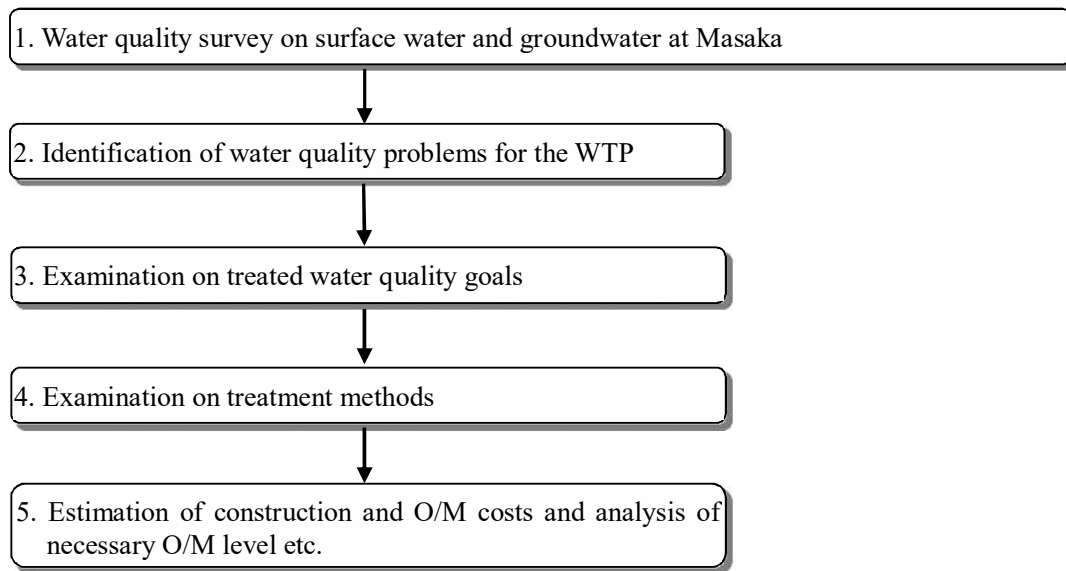 1. Water quality survey on surface water and groundwater at Masaka
2. Identification of water quality problems for the WTP
3. Examination on treated water quality goals
4. Examination on treatment methods
5. Estimation of construction and O/M costs and analysis of
necessary O/M level etc.